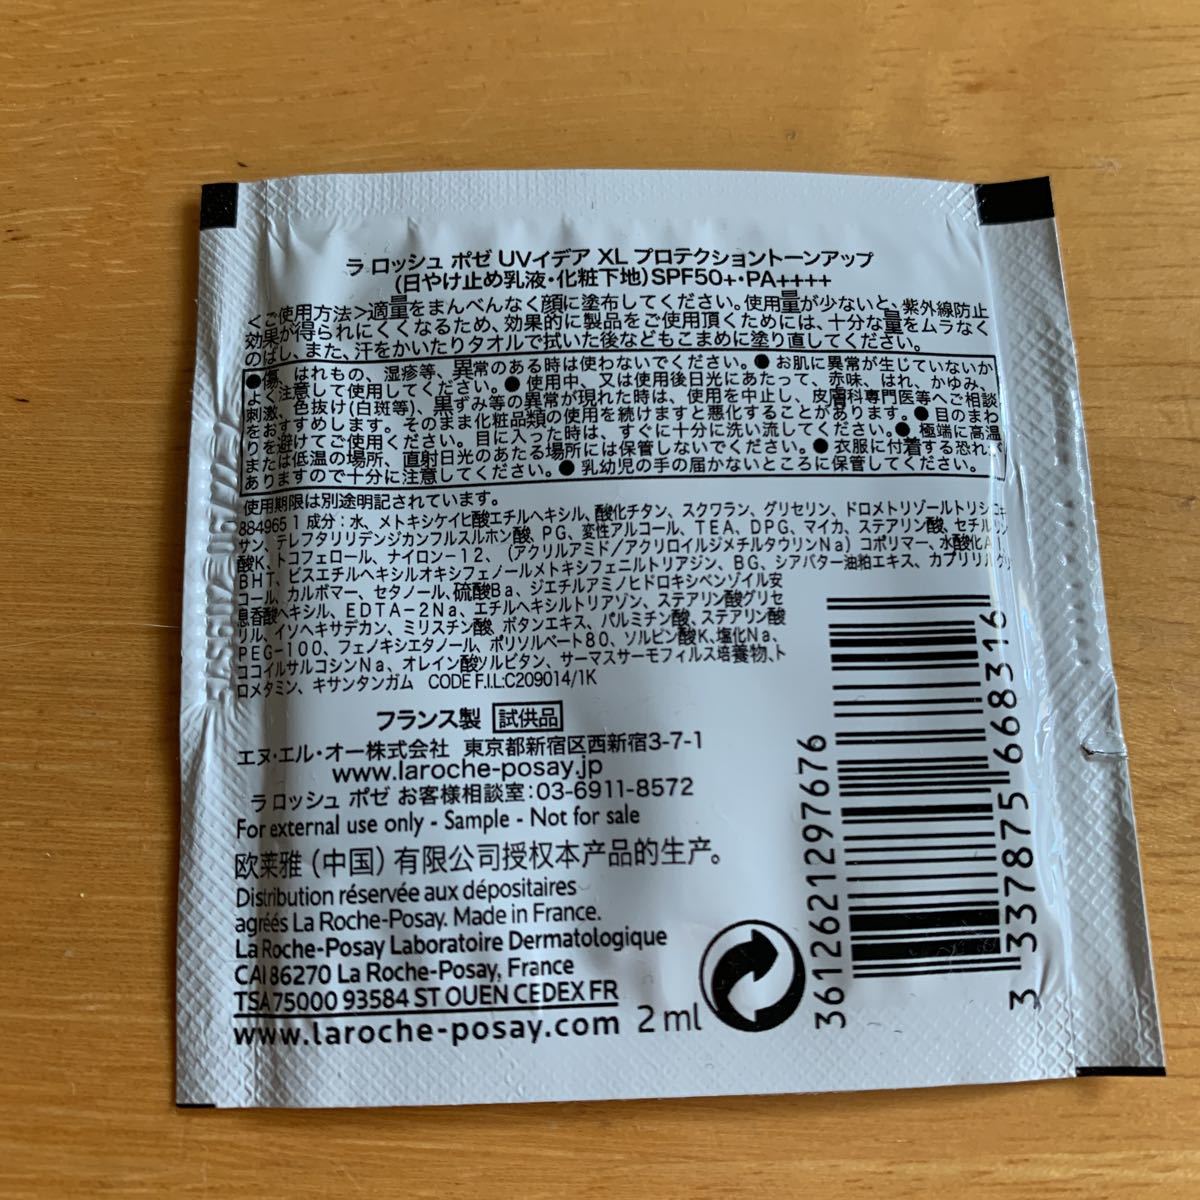 ラ ロッシュ ポゼ UVイデア XL プロテクショントーンアップ
(日やけ止め乳液・化粧下地)SPF50+・PA++++
<ご使用方法>適量をまんべんなく顔に塗布してください。使用量が少ないと、紫外線防止
効果が得られにくくなるため、効果的に製品をご使用頂くためには、十分な量をムラなく
のばし、また、汗をかいたりタオルで拭いた後などもこまめに塗り直してください。
●傷、はれもの、湿疹等、異常のある時は使わないでください。● お肌に異常が生じていないか
よく注意して使用してください。● 使用中、又は使用後日光にあたって、赤味、はれ、かゆみ、
刺激、色抜け(白斑等)、黒ずみ等の異常が現れた時は、使用を中止し、皮膚科専門医等へご相談
をおすすめします。そのまま化粧品類の使用を続けますと悪化することがあります。● 目のまわ
りを避けてご使用ください。目に入った時は、すぐに十分に洗い流してください。● 極端に高温
または低温の場所、直射日光のあたる場所には保管しないでください。● 衣服に付着する恐れが
ありますので十分に注意してください。● 乳幼児の手の届かないところに保管してください。
使用期限は別途明記されています。
884965 1 成分:水、メトキシケイヒ酸エチルヘキシル、酸化チタン、スクワラン、グリセリン、ドロメトリゾールトリシロキ
サン、テレフタリリデンジカンフルスルホン酸、PG、変性アルコール、TEA、DPG、マイカ、ステアリン酸、セチルリン
酸K、トコフェロール、ナイロン-12、(アクリルアミド/アクリロイルジメチルタウリンNa)コポリマー、水酸化Al、
BHT、ビスエチルヘキシルオキシフェノールメトキシフェニルトリアジン、BG、シアバター油粕エキス、カプリリルグリ
コール、カルボマー、セタノール、硫酸Ba、ジエチルアミノヒドロキシベンゾイル安
息香酸ヘキシル、EDTA-2Na、エチルヘキシルトリアゾン、ステアリン酸グリセ
リル、イソヘキサデカン、ミリスチン酸、ボタンエキス、パルミチン酸、ステアリン酸
PEG-100、フェノキシエタノール、ポリソルベート80、ソルビン酸K、塩化Na、
ココイルサルコシンNa、オレイン酸ソルビタン、サーマスサーモフィルス培養物、ト
ロメタミン、キサンタンガム CODE F.I.L:C209014/1K
フランス製 試供品
エヌ・エル・オー株式会社 東京都新宿区西新宿3-7-1
www.laroche-posay.jp
ラ ロッシュ ポゼ お客様相談室:03-6911-8572
For external use only - Sample - Not for sale
欧莱雅(中国)有限公司授权本产品的生产。
Distribution réservée aux dépositaires
agréés La Roche-Posay. Made in France.
La Roche-Posay Laboratoire Dermatologique
CAI 86270 La Roche-Posay, France
TSA 75000 93584 ST OUEN CEDEX FR
www.laroche-posay.com 2 ml
3612621297676
3337875668316